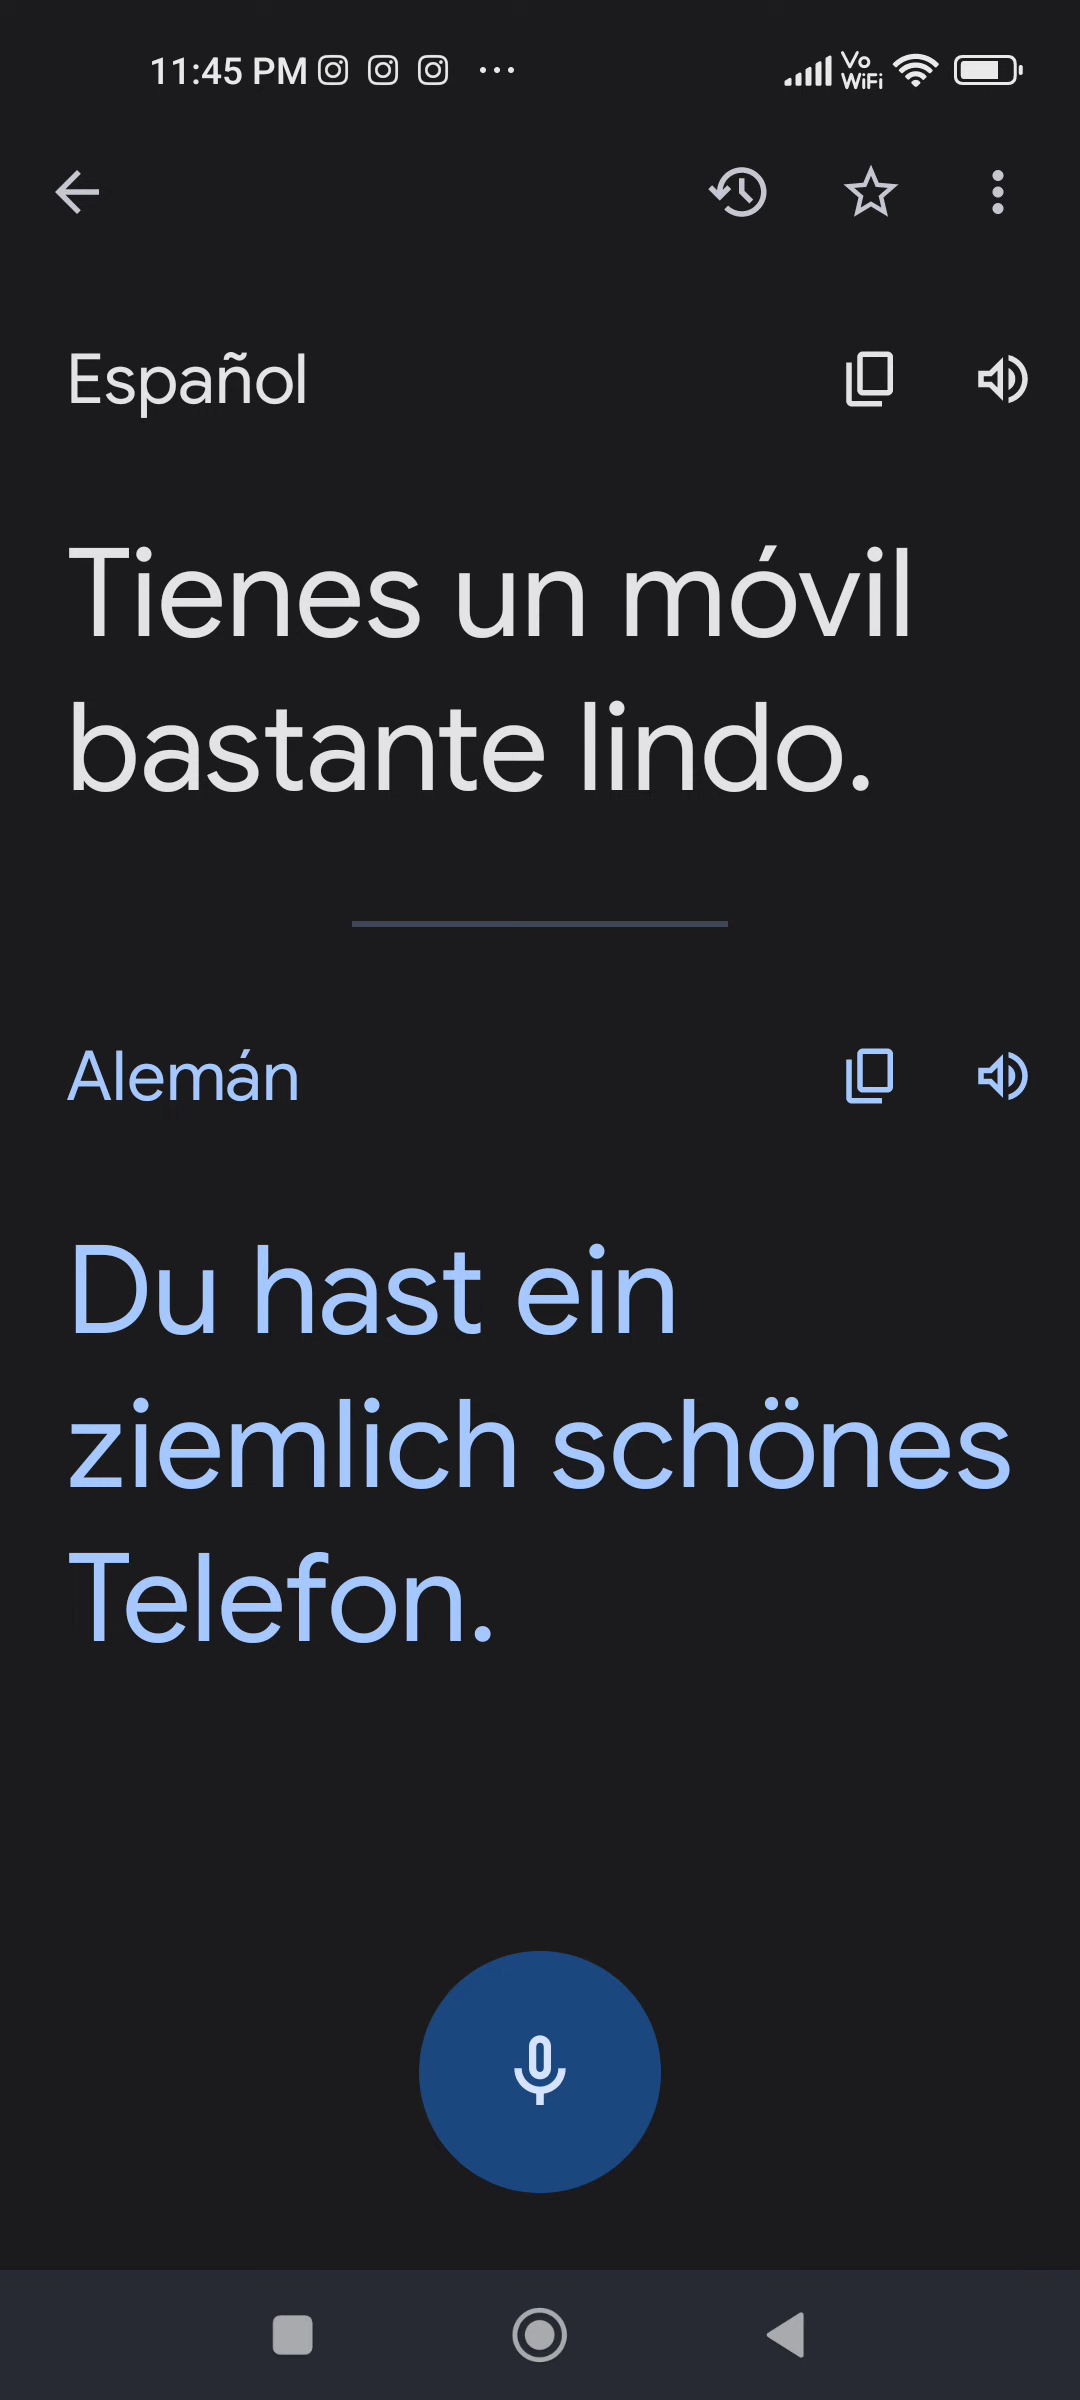 11:45 PM
Vo
WiFi
Español
Tienes un móvil
bastante lindo.
Alemán
Du hast ein
ziemlich schönes
Telefon.